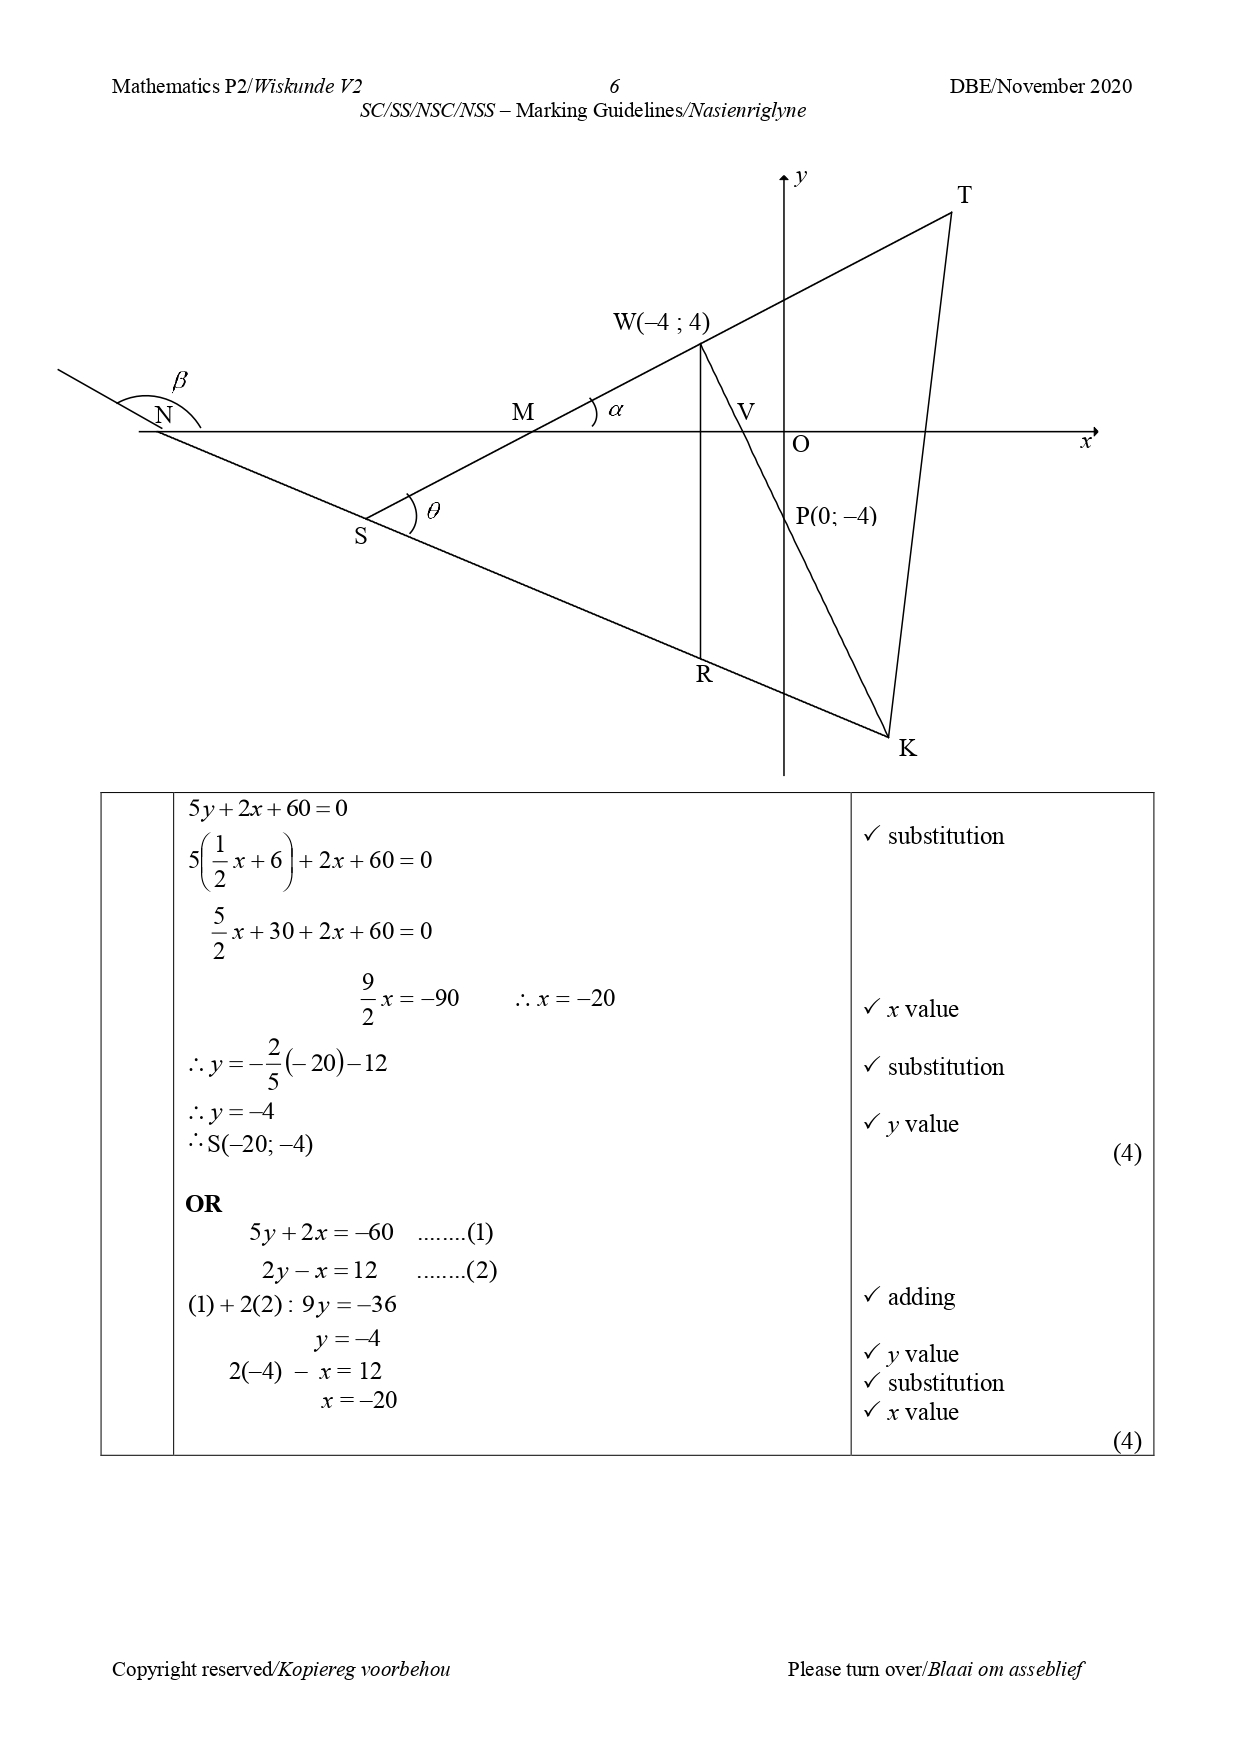 Mathematics P2/Wiskunde V2 6 DBE/November 2020
SC/SS/NSC/NSS – Marking Guidelines/Nasienriglyne
y
T
W(–4 ; 4)
β
N
M
α
V
O
x
θ
P(0; –4)
S
R
K
5y + 2x + 60 = 0
✓ substitution
5(1/2 x + 6) + 2x + 60 = 0
5/2 x + 30 + 2x + 60 = 0
9/2 x = –90 ∴ x = –20
✓ x value
∴ y = –2/5 (– 20) – 12
✓ substitution
∴ y = –4
✓ y value
∴ S(–20; –4)
(4)
OR
5y + 2x = –60 ........(1)
2y – x = 12 ........(2)
(1) + 2(2) : 9y = –36
✓ adding
y = –4
✓ y value
2(–4) – x = 12
✓ substitution
x = –20
✓ x value
(4)
Copyright reserved/Kopiereg voorbehou Please turn over/Blaai om asseblief